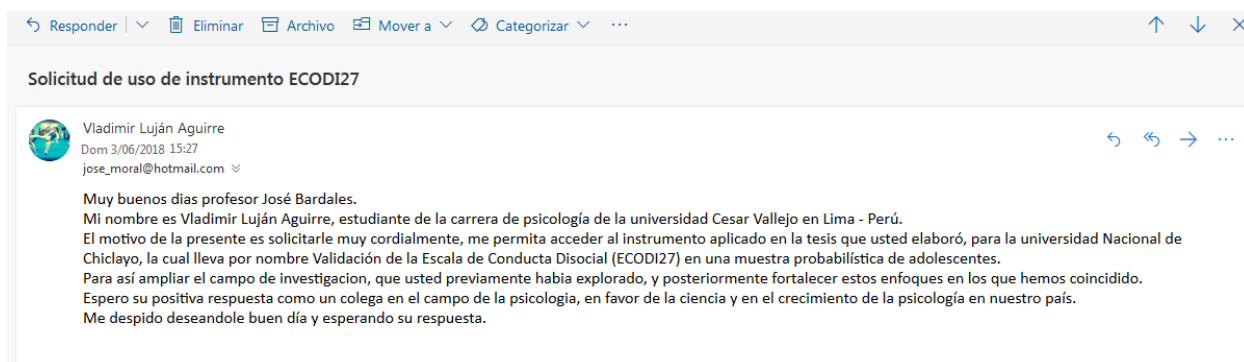 Responder Eliminar Archivo Mover a Categorizar ...
Solicitud de uso de instrumento ECODI27
Vladimir Luján Aguirre
Dom 3/06/2018 15:27
jose_moral@hotmail.com
Muy buenos dias profesor José Bardales.
Mi nombre es Vladimir Luján Aguirre, estudiante de la carrera de psicología de la universidad Cesar Vallejo en Lima - Perú.
El motivo de la presente es solicitarle muy cordialmente, me permita acceder al instrumento aplicado en la tesis que usted elaboró, para la universidad Nacional de
Chiclayo, la cual lleva por nombre Validación de la Escala de Conducta Disocial (ECODI27) en una muestra probabilística de adolescentes.
Para así ampliar el campo de investigacion, que usted previamente habia explorado, y posteriormente fortalecer estos enfoques en los que hemos coincidido.
Espero su positiva respuesta como un colega en el campo de la psicologia, en favor de la ciencia y en el crecimiento de la psicología en nuestro país.
Me despido deseandole buen día y esperando su respuesta.